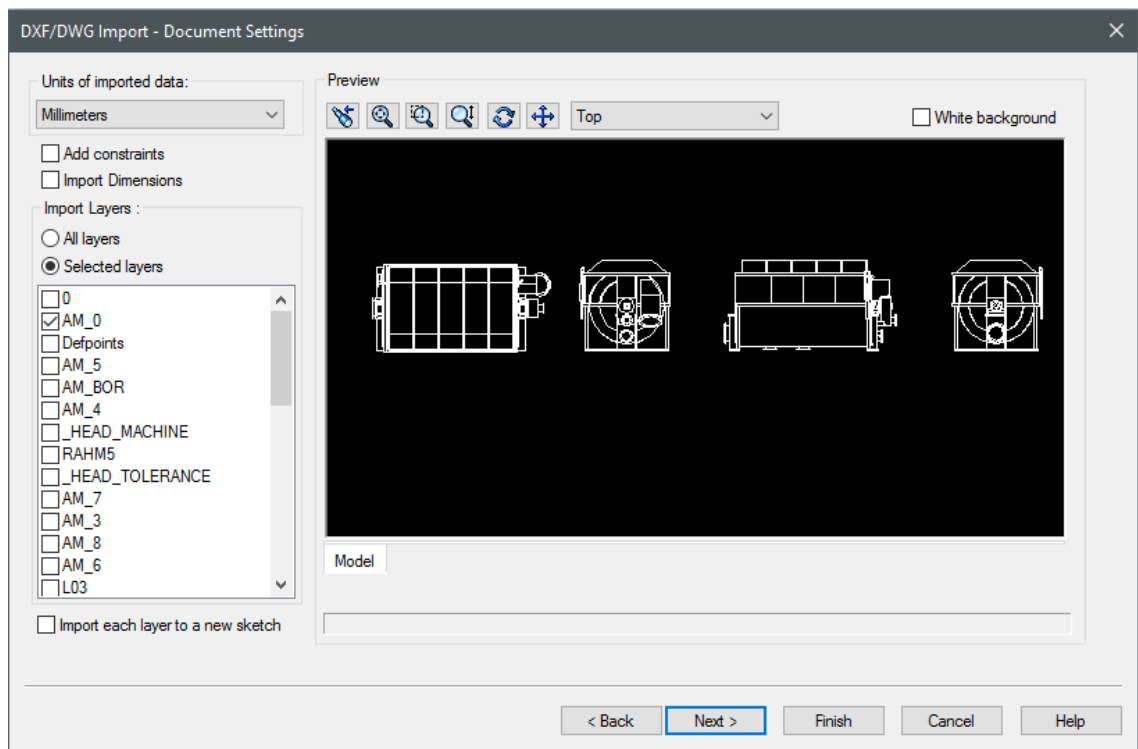 DXF/DWG Import - Document Settings
Units of imported data:
Millimeters
Add constraints
Import Dimensions
Import Layers :
All layers
Selected layers
0
AM_0
Defpoints
AM_5
AM_BOR
AM_4
_HEAD_MACHINE
RAHM5
_HEAD_TOLERANCE
AM_7
AM_3
AM_8
AM_6
L03
Import each layer to a new sketch
Preview
Top
White background
Model
< Back
Next >
Finish
Cancel
Help